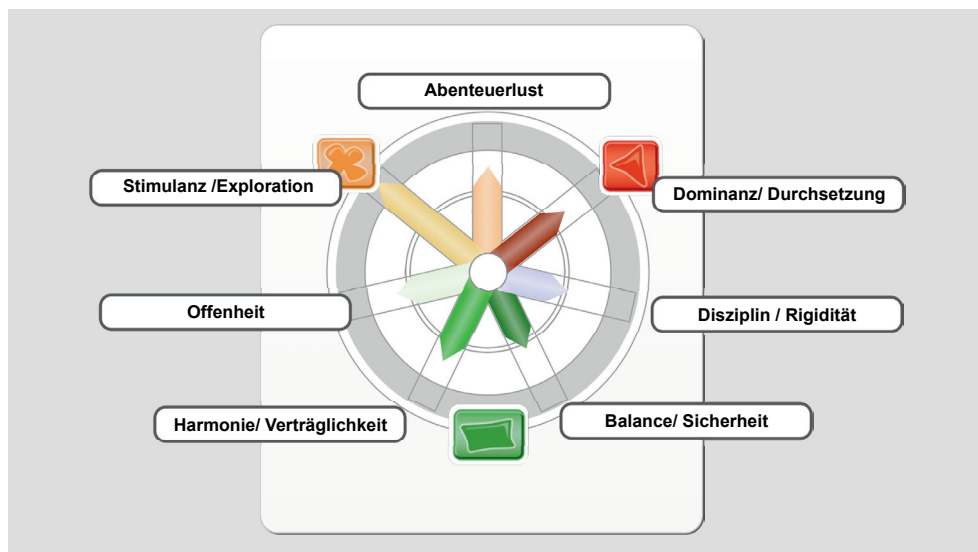 Abenteuerlust
Stimulanz /Exploration
Dominanz/ Durchsetzung
Offenheit
Disziplin / Rigidität
Harmonie/ Verträglichkeit
Balance/ Sicherheit